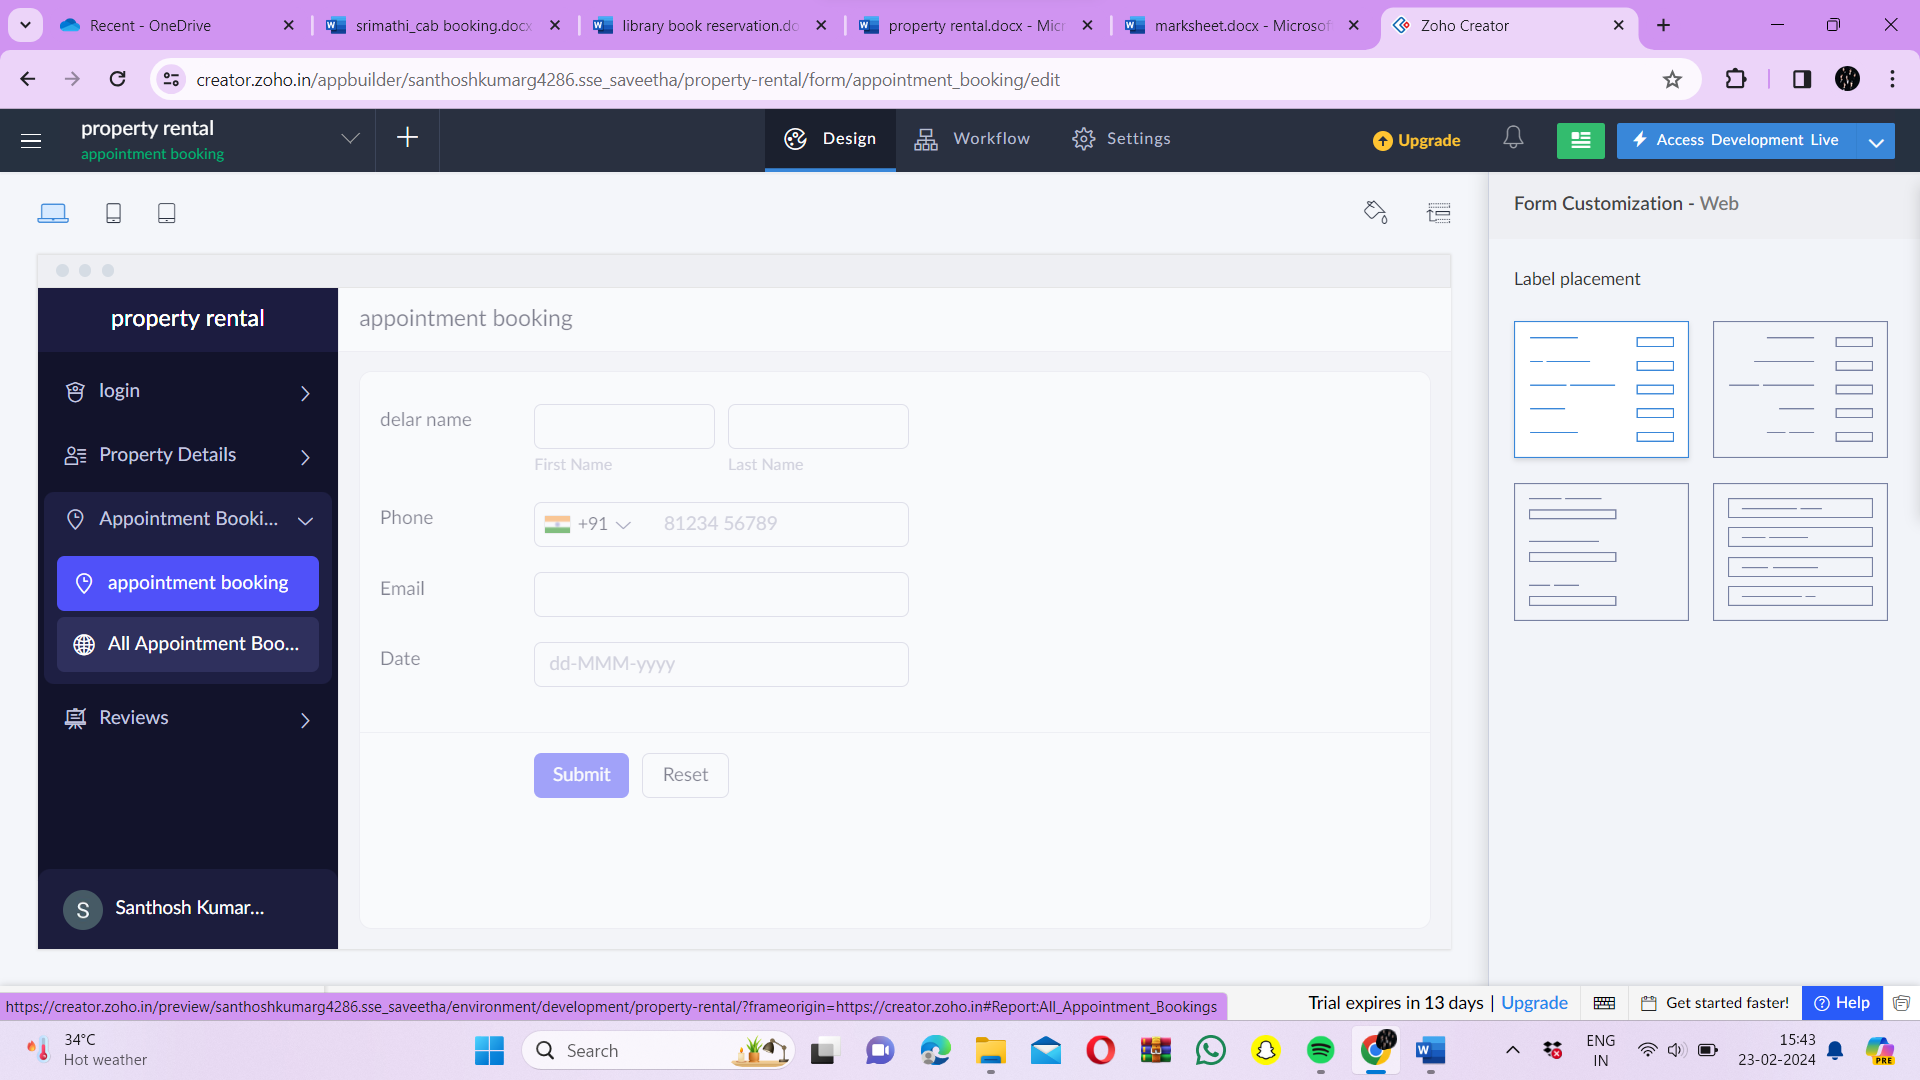 Recent - OneDrive
srimathi_cab booking.docx
library book reservation.do
property rental.docx - Micr
marksheet.docx - Microsof
Zoho Creator
creator.zoho.in/appbuilder/santhoshkumarg4286.sse_saveetha/property-rental/form/appointment_booking/edit
property rental
appointment booking
Design
Workflow
Settings
Upgrade
Access Development Live
Form Customization - Web
Label placement
property rental
login
Property Details
Appointment Booki...
appointment booking
All Appointment Boo...
Reviews
Santhosh Kumar...
S
appointment booking
delar name
First Name
Last Name
Phone
+91
81234 56789
Email
Date
dd-MMM-yyyy
Submit
Reset
https://creator.zoho.in/preview/santhoshkumarg4286.sse_saveetha/environment/development/property-rental/?frameorigin=https://creator.zoho.in#Report:All_Appointment_Bookings
Trial expires in 13 days | Upgrade
Get started faster!
Help
34°C
Hot weather
Search
ENG
IN
15:43
23-02-2024
PRE